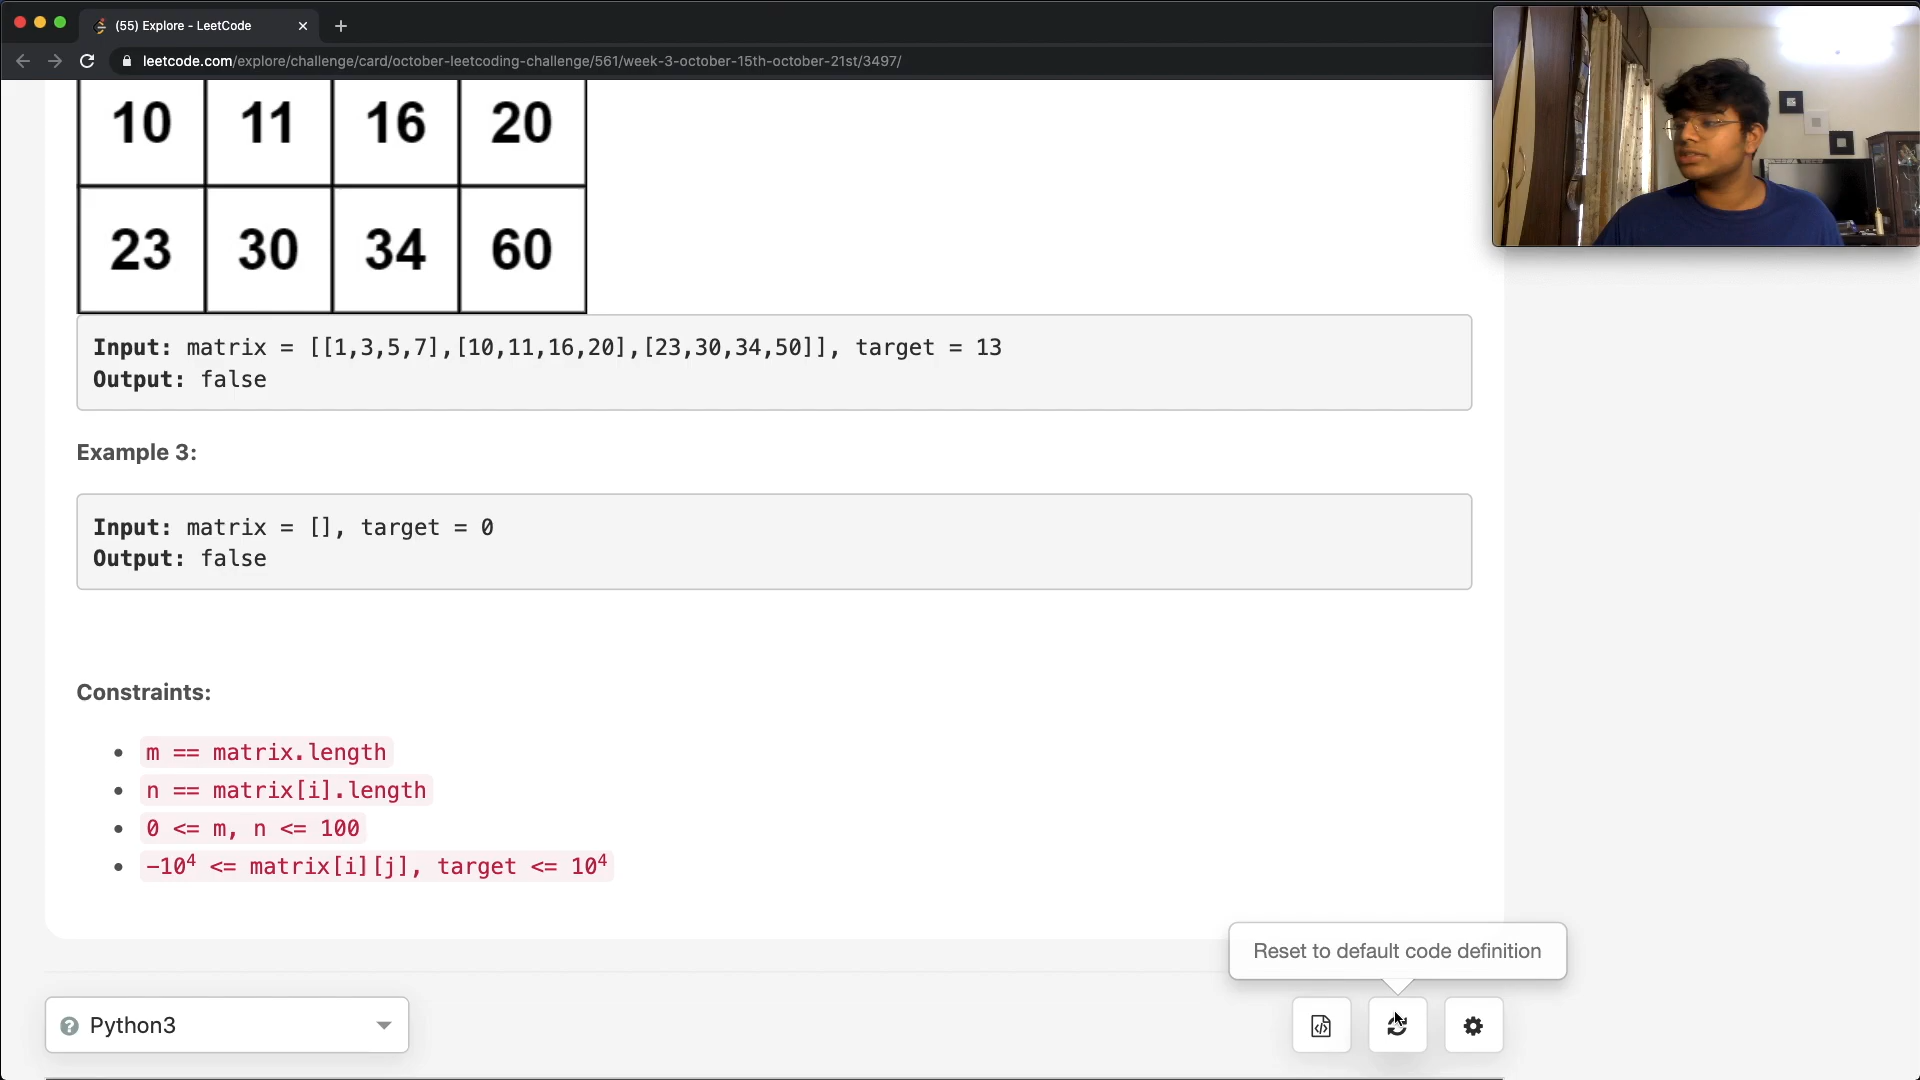 (55) Explore - LeetCode
leetcode.com/explore/challenge/card/october-leetcoding-challenge/561/week-3-october-15th-october-21st/3497/
10 11 16 20
23 30 34 60
Input: matrix = [[1,3,5,7],[10,11,16,20],[23,30,34,50]], target = 13
Output: false
Example 3:
Input: matrix = [], target = 0
Output: false
Constraints:
m == matrix.length
n == matrix[i].length
0 <= m, n <= 100
-10⁴ <= matrix[i][j], target <= 10⁴
Reset to default code definition
Python3